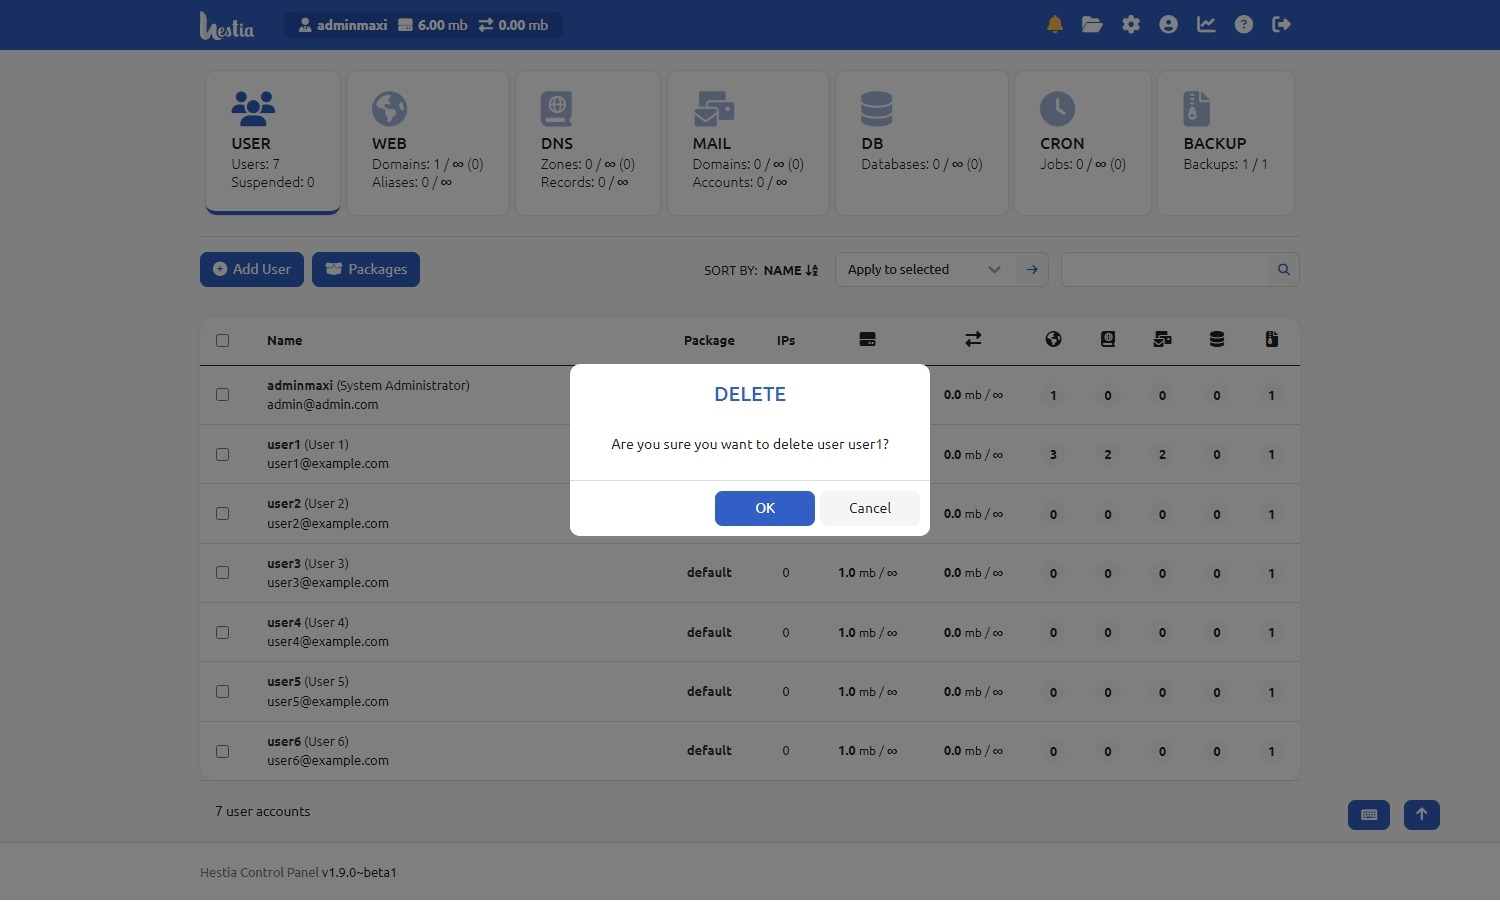 hestia
adminmaxi 6.00 mb 0.00 mb
USER
Users: 7
Suspended: 0
WEB
Domains: 1 / ∞ (0)
Aliases: 0 / ∞
DNS
Zones: 0 / ∞ (0)
Records: 0 / ∞
MAIL
Domains: 0 / ∞ (0)
Accounts: 0 / ∞
DB
Databases: 0 / ∞ (0)
CRON
Jobs: 0 / ∞ (0)
BACKUP
Backups: 1 / 1
Add User Packages SORT BY: NAME Apply to selected
Name Package IPs
adminmaxi (System Administrator)
admin@admin.com
0.0 mb / ∞ 1 0 0 0 1
user1 (User 1)
user1@example.com
0.0 mb / ∞ 3 2 2 0 1
user2 (User 2)
user2@example.com
0.0 mb / ∞ 0 0 0 0 1
DELETE
Are you sure you want to delete user user1?
OK Cancel
user3 (User 3)
user3@example.com
default 0 1.0 mb / ∞ 0.0 mb / ∞ 0 0 0 0 1
user4 (User 4)
user4@example.com
default 0 1.0 mb / ∞ 0.0 mb / ∞ 0 0 0 0 1
user5 (User 5)
user5@example.com
default 0 1.0 mb / ∞ 0.0 mb / ∞ 0 0 0 0 1
user6 (User 6)
user6@example.com
default 0 1.0 mb / ∞ 0.0 mb / ∞ 0 0 0 0 1
7 user accounts
Hestia Control Panel v1.9.0~beta1